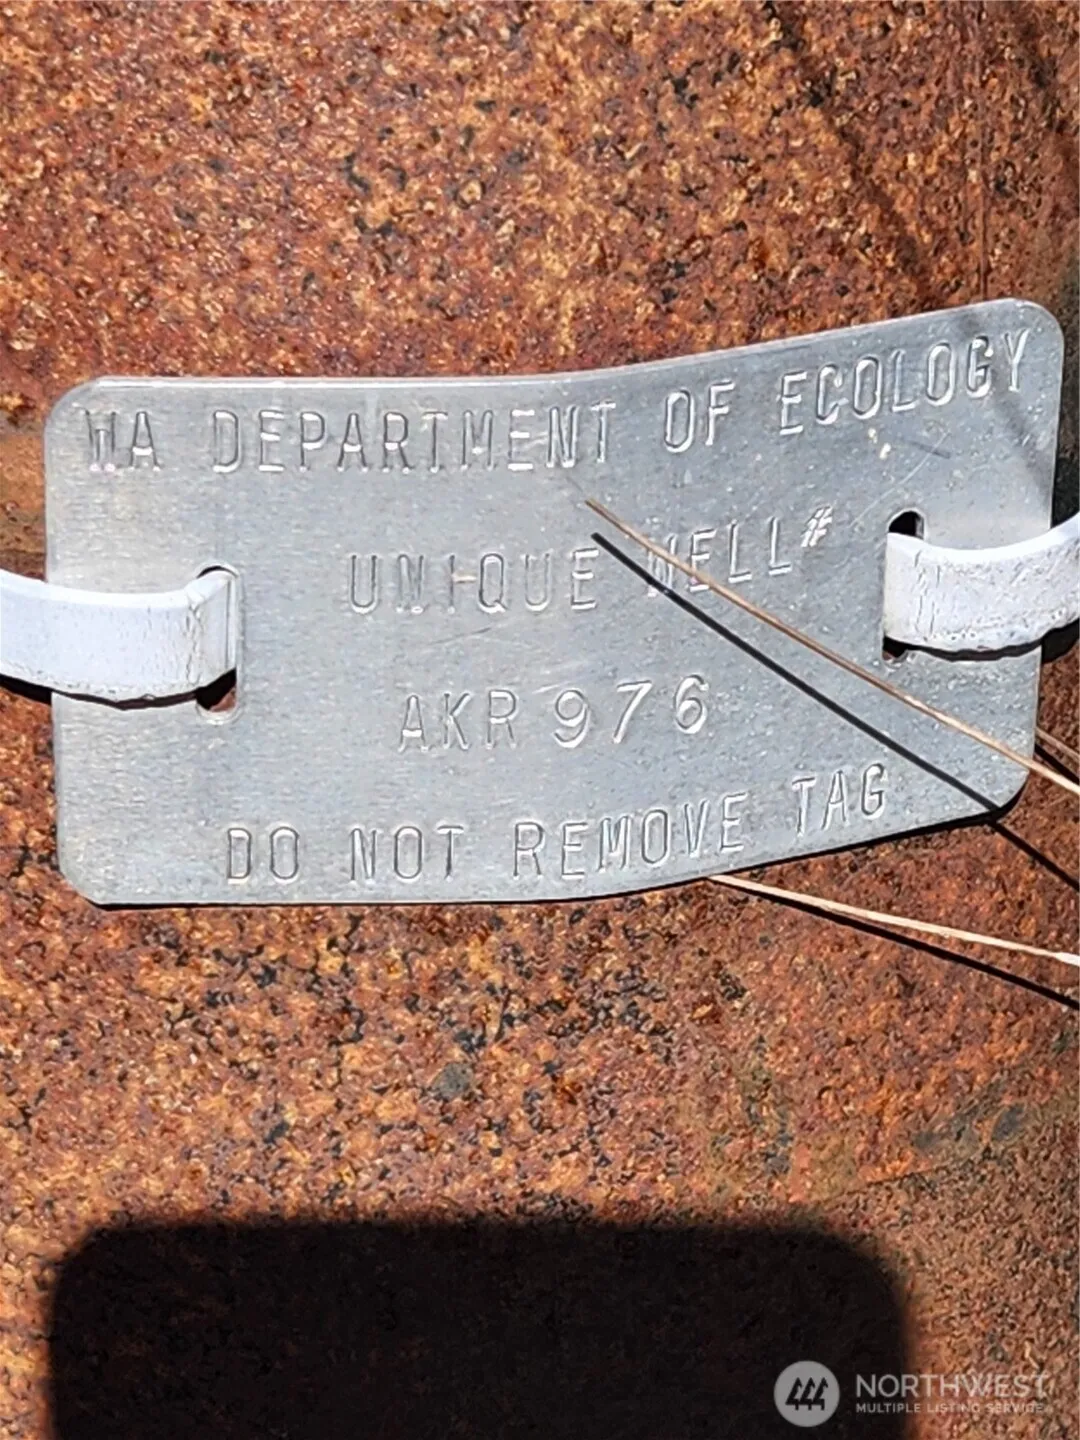 WA DEPARTMENT OF ECOLOGY
UNIQUE WELL#
AKR 976
DO NOT REMOVE TAG
NORTHWEST
MULTIPLE LISTING SERVICE